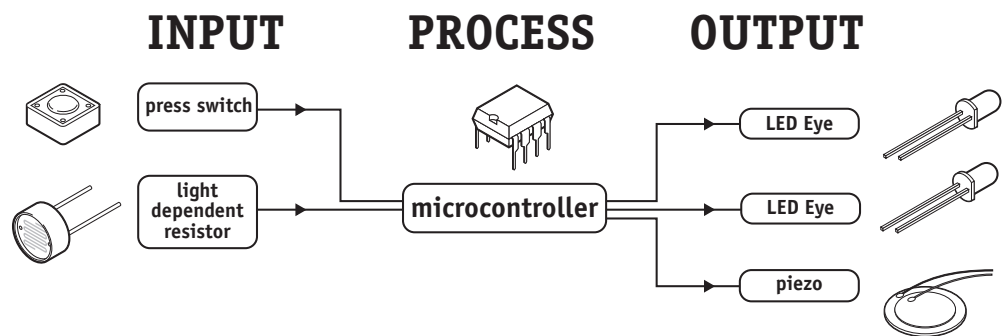 INPUT
PROCESS
OUTPUT
press switch
light
dependent
resistor
microcontroller
LED Eye
LED Eye
piezo